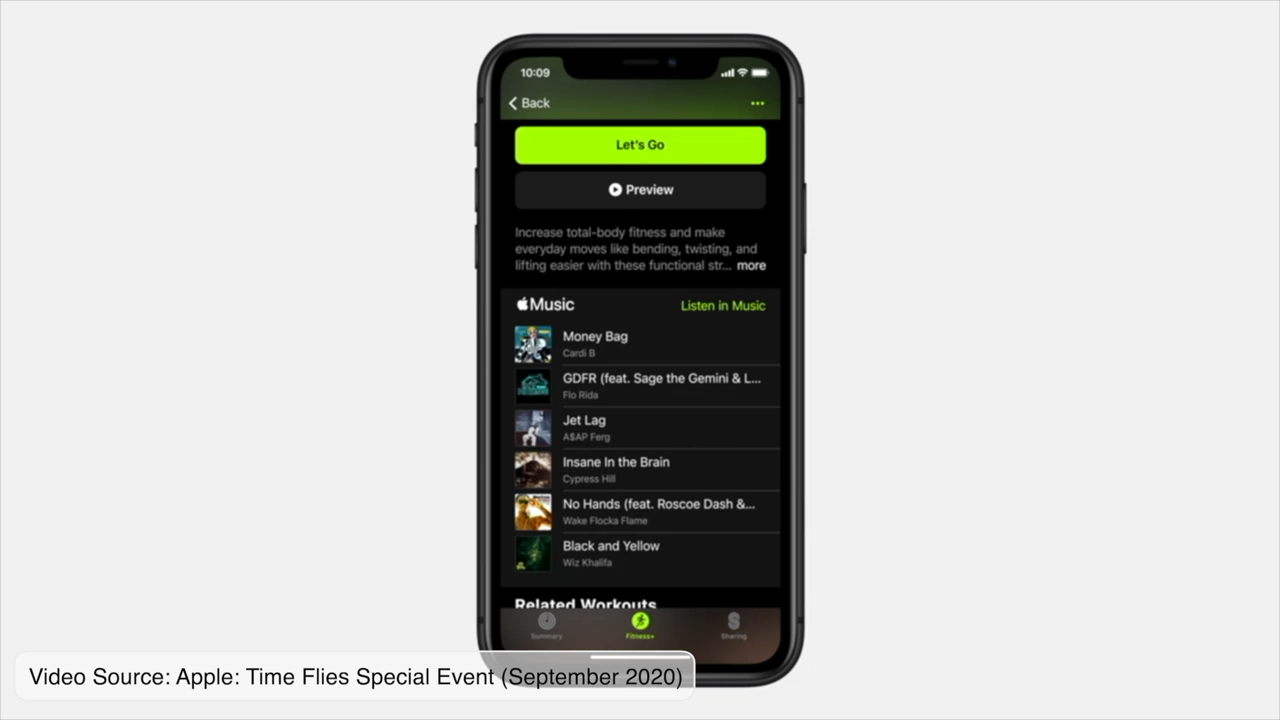 10:09
Back
Let's Go
Preview
Increase total-body fitness and make
everyday moves like bending, twisting, and
lifting easier with these functional str... more
Music
Listen in Music
Money Bag
Cardi B
GDFR (feat. Sage the Gemini & L...
Flo Rida
Jet Lag
A$AP Ferg
Insane In the Brain
Cypress Hill
No Hands (feat. Roscoe Dash &...
Wake Flocka Flame
Black and Yellow
Wiz Khalifa
Related Workouts
Summary
Fitness+
Sharing
Video Source: Apple: Time Flies Special Event (September 2020)